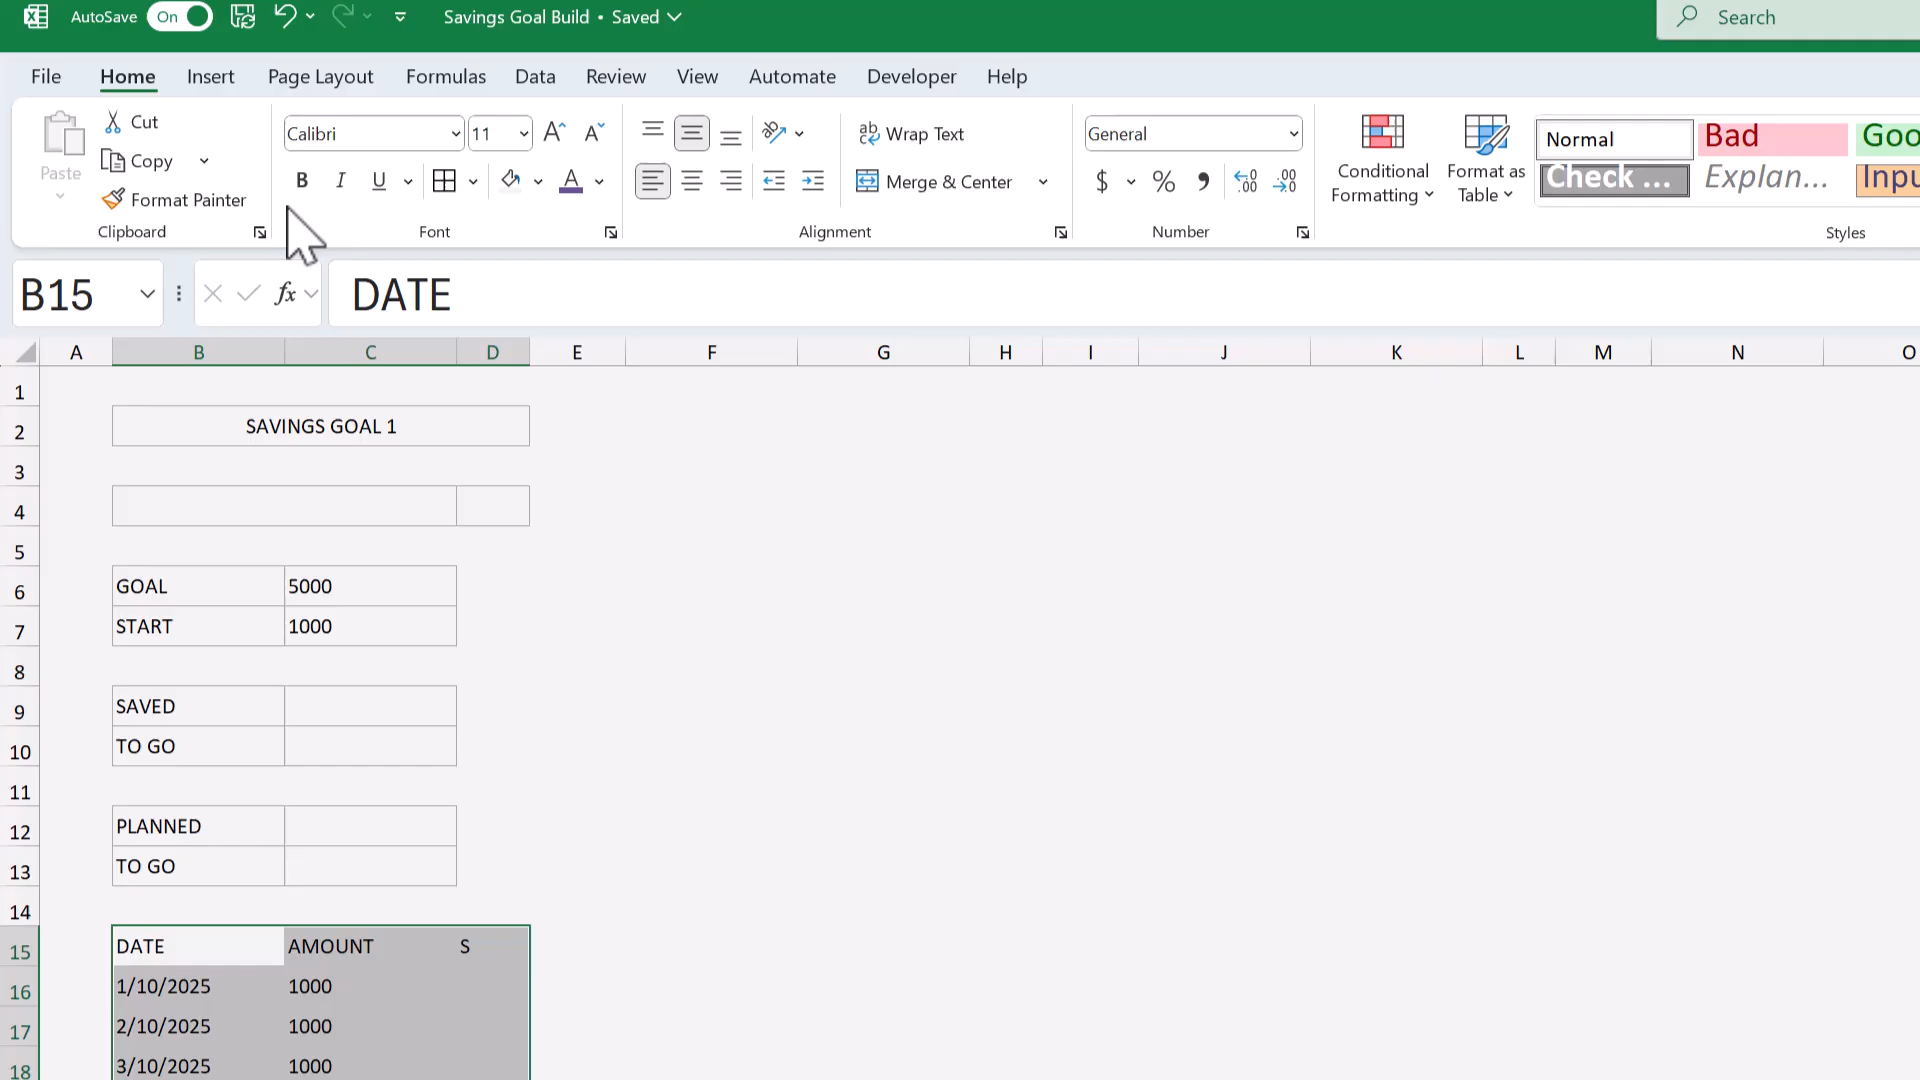 AutoSave On Savings Goal Build • Saved Search
File Home Insert Page Layout Formulas Data Review View Automate Developer Help
Paste Cut Copy Format Painter
Clipboard
Calibri 11
B I U
Font
ab Wrap Text
Merge & Center
Alignment
General
$ % .00 .00
Number
Conditional Formatting
Format as Table
Normal Bad
Check ... Explan...
Styles
B15 fx DATE
A B C D E F G H I J K L M N O
1
2 SAVINGS GOAL 1
3
4
5
6 GOAL 5000
7 START 1000
8
9 SAVED
10 TO GO
11
12 PLANNED
13 TO GO
14
15 DATE AMOUNT S
16 1/10/2025 1000
17 2/10/2025 1000
18 3/10/2025 1000